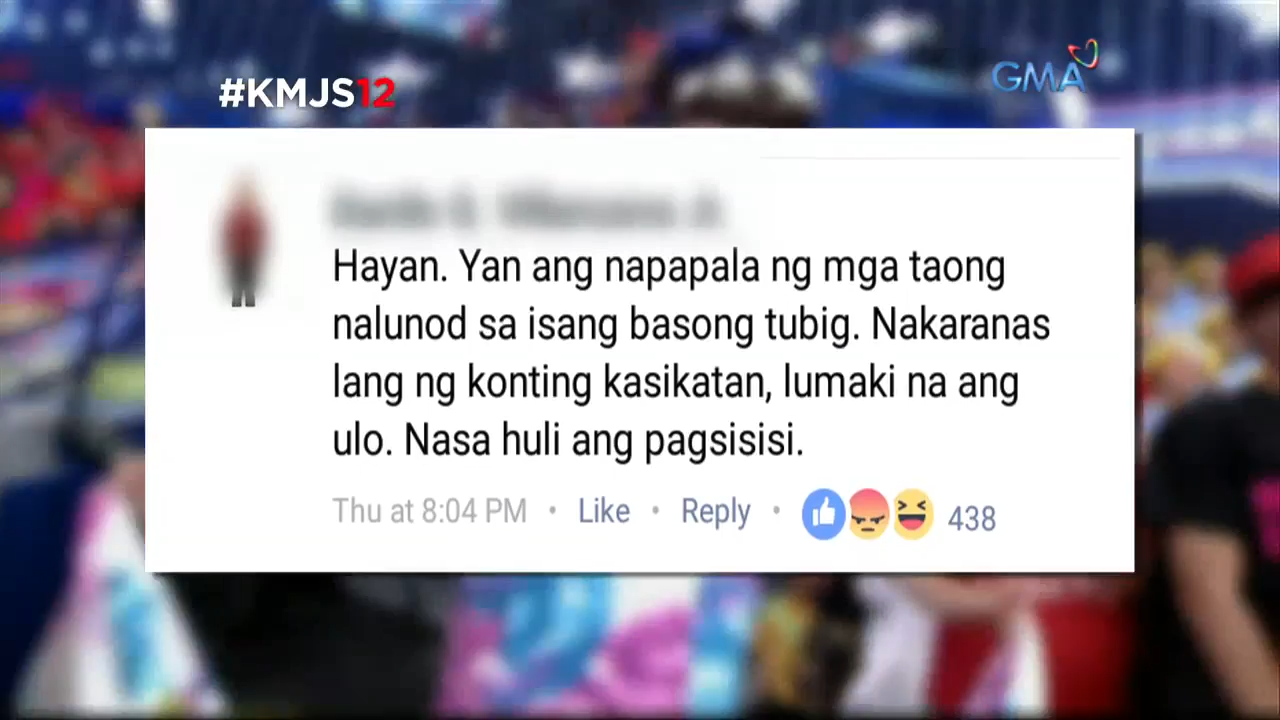 #KMJS12
GMA
Hayan. Yan ang napapala ng mga taong
nalunod sa isang basong tubig. Nakaranas
lang ng konting kasikatan, lumaki na ang
ulo. Nasa huli ang pagsisisi.
Thu at 8:04 PM • Like • Reply • 438